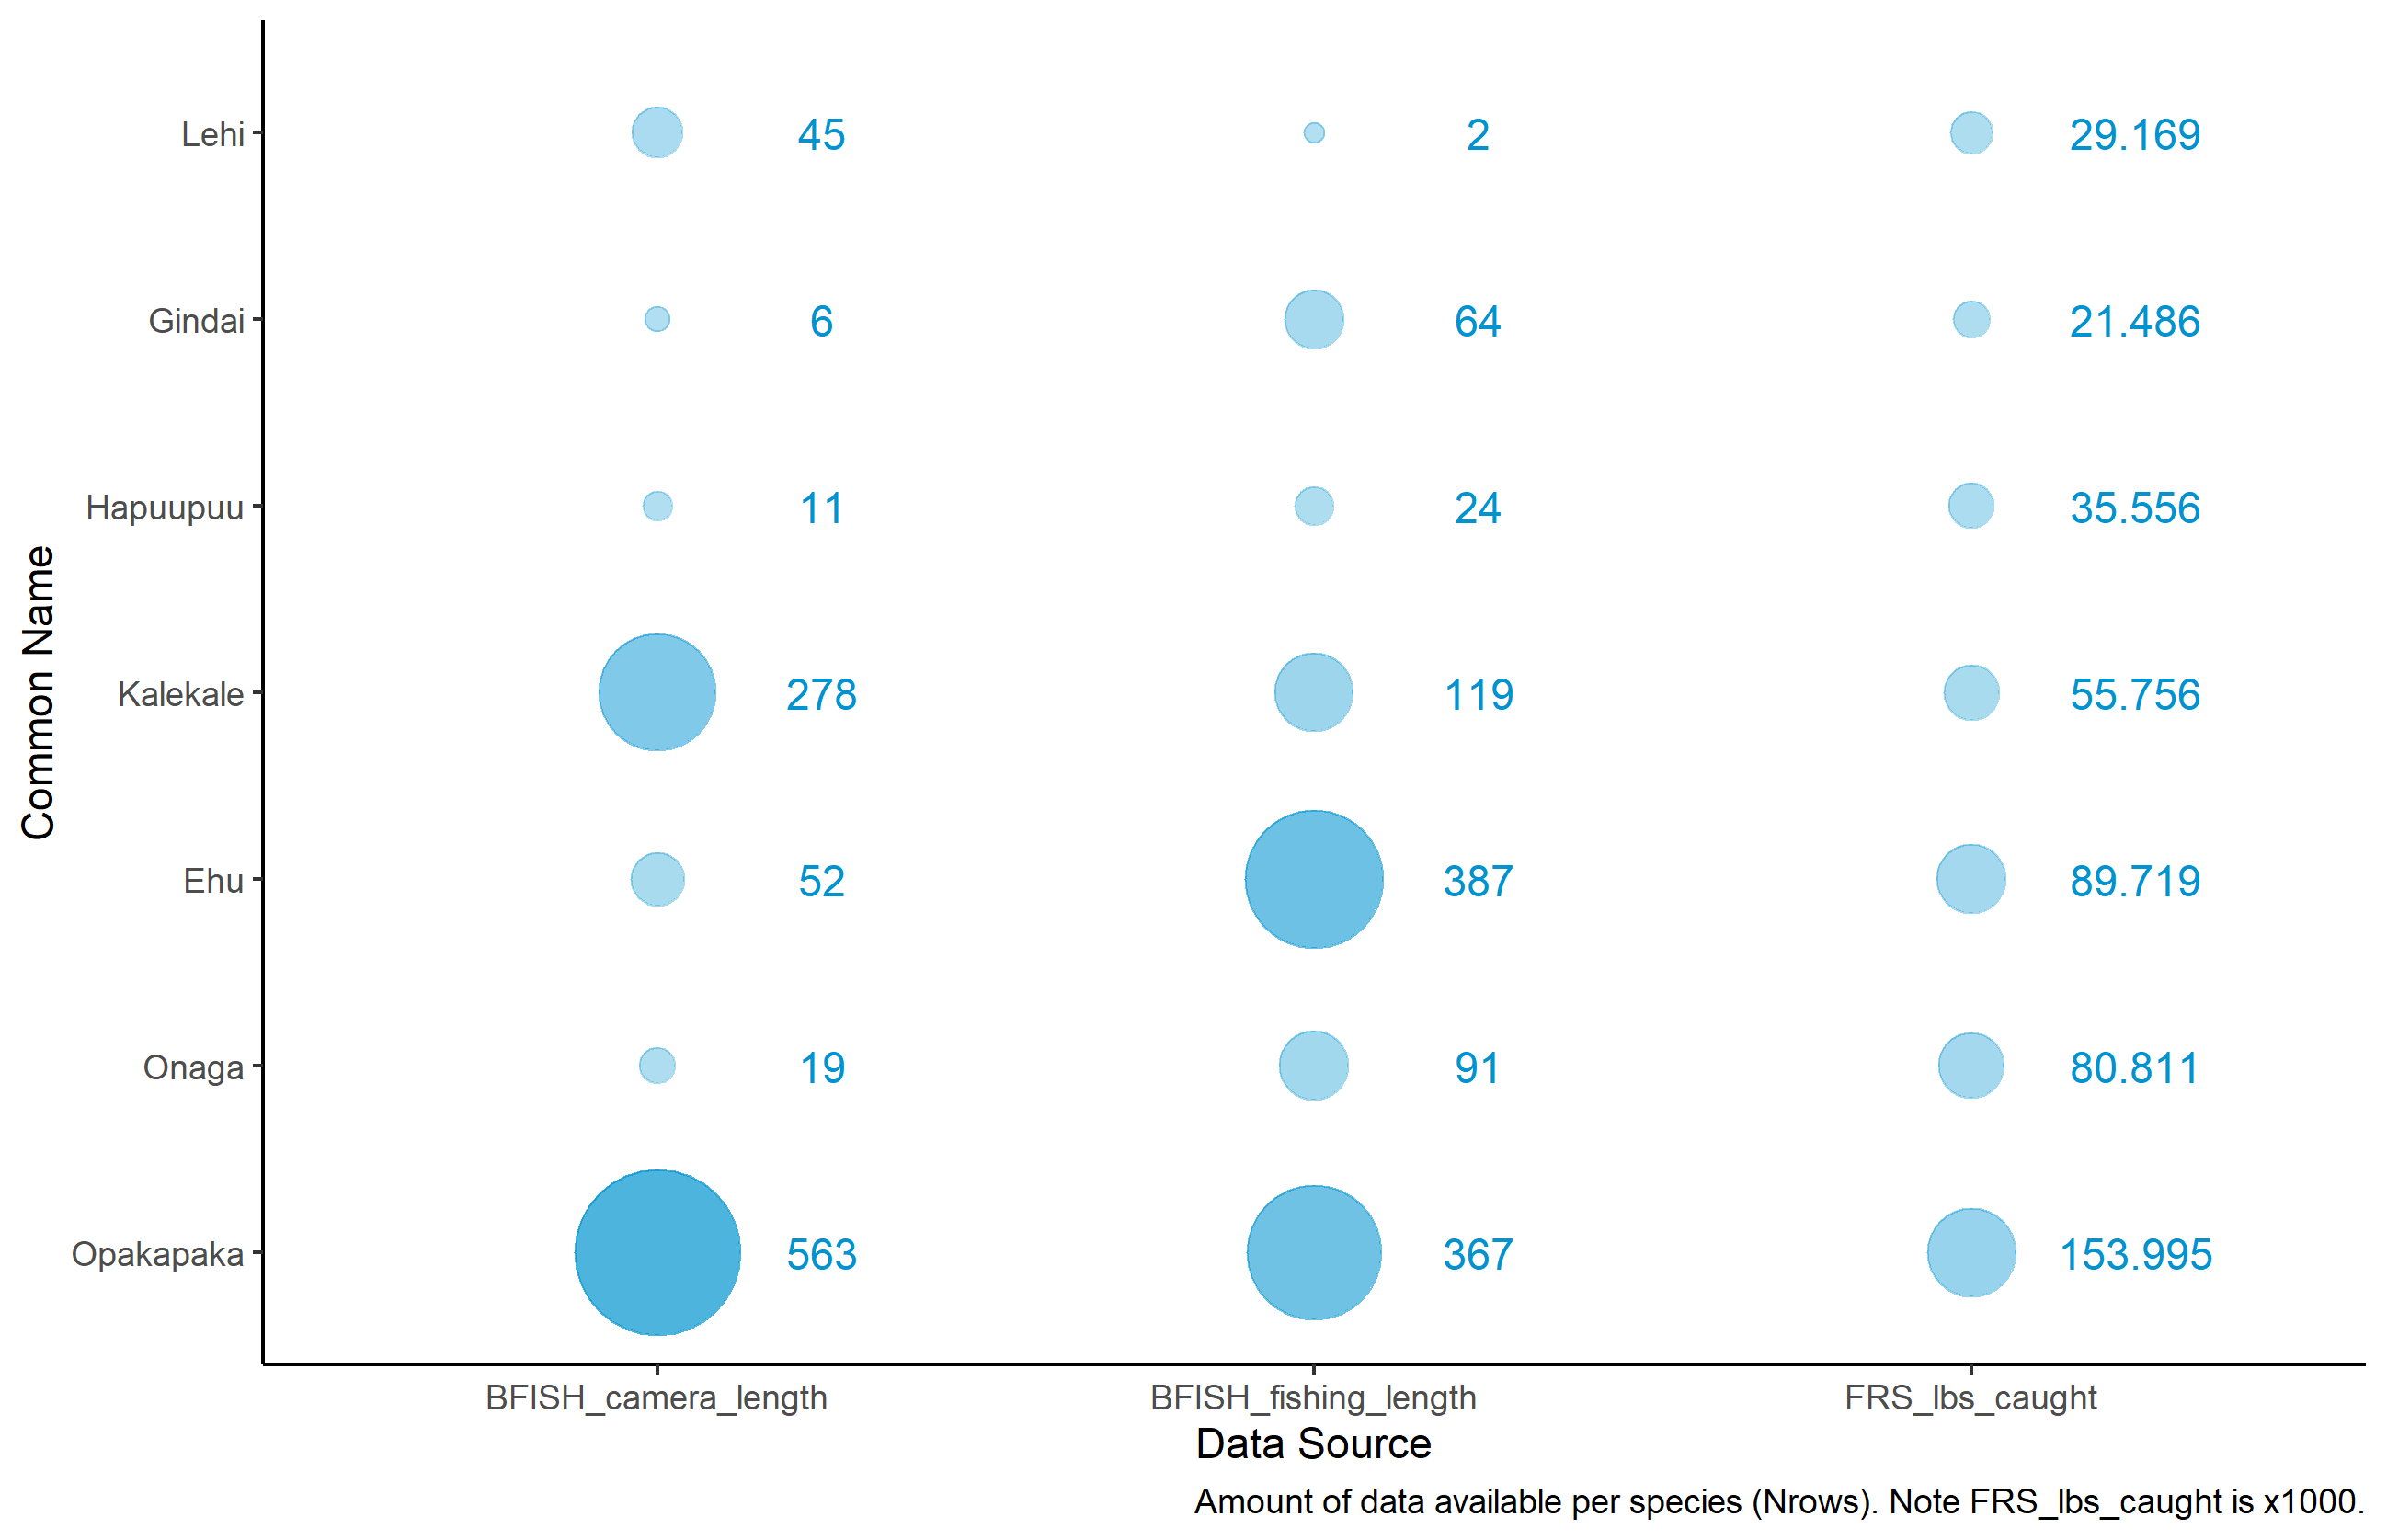 Common Name
Lehi 45 2 29.169
Gindai 6 64 21.486
Hapuupuu 11 24 35.556
Kalekale 278 119 55.756
Ehu 52 387 89.719
Onaga 19 91 80.811
Opakapaka 563 367 153.995
BFISH_camera_length BFISH_fishing_length FRS_lbs_caught
Data Source
Amount of data available per species (Nrows). Note FRS_lbs_caught is x1000.